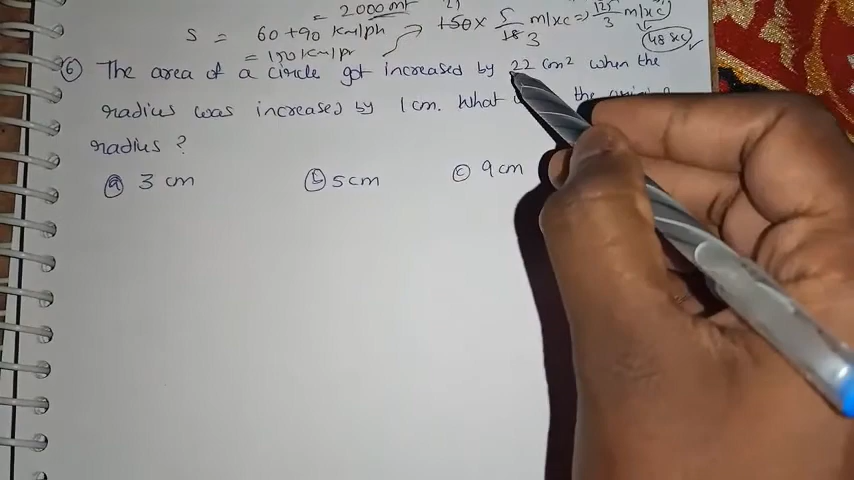 = 2000 mt
S = 60 + 90 km/ph → 150 × 5/18 3 m/sec ⇒ 125/3 m/sec
= 150 km/hr
48 sec ✓
⑥ The area of a circle got increased by 22 cm² when the
radius was increased by 1 cm. What the
radius ?
ⓐ 3 cm ⓑ 5 cm ⓒ 9 cm